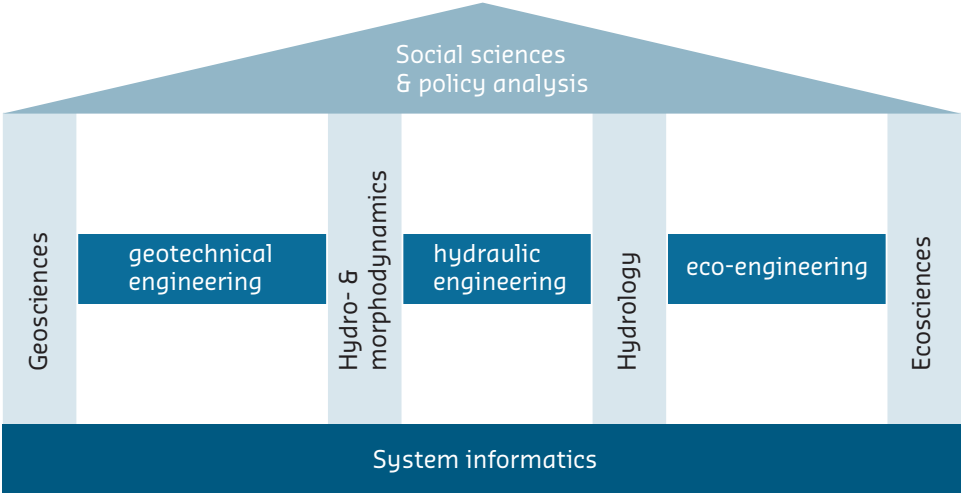 Social sciences
& policy analysis
Geosciences
geotechnical
engineering
Hydro- &
morphodynamics
hydraulic
engineering
Hydrology
eco-engineering
Ecosciences
System informatics